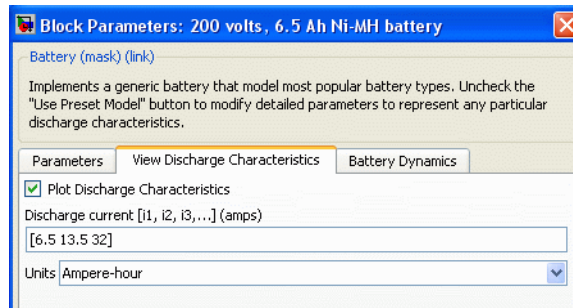 Block Parameters: 200 volts, 6.5 Ah Ni-MH battery
Battery (mask) (link)
Implements a generic battery that model most popular battery types. Uncheck the
"Use Preset Model" button to modify detailed parameters to represent any particular
discharge characteristics.
Parameters View Discharge Characteristics Battery Dynamics
Plot Discharge Characteristics
Discharge current [i1, i2, i3,...] (amps)
[6.5 13.5 32]
Units Ampere-hour